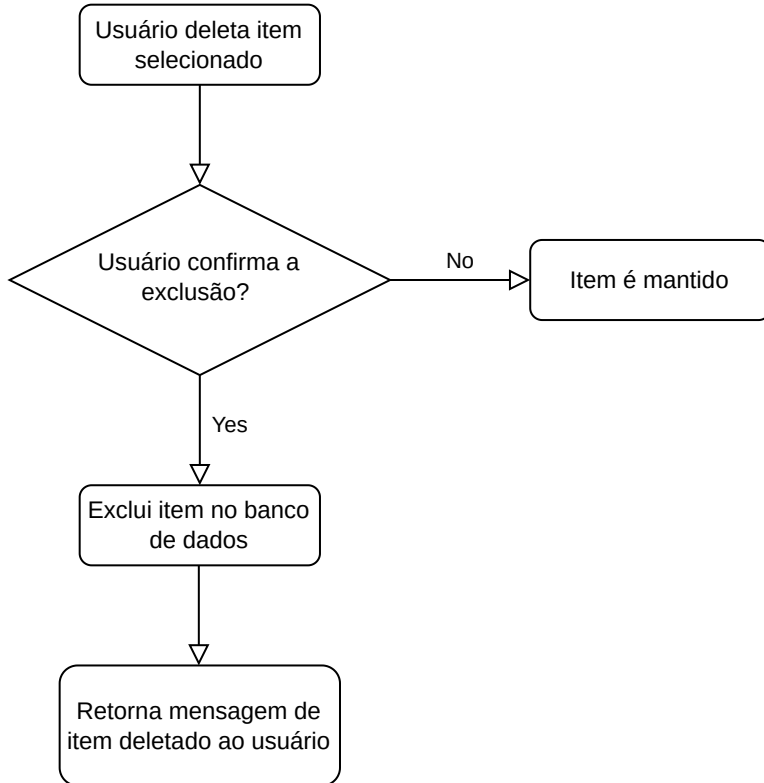 Usuário deleta item
selecionado
Usuário confirma a
exclusão?
No
Item é mantido
Yes
Exclui item no banco
de dados
Retorna mensagem de
item deletado ao usuário